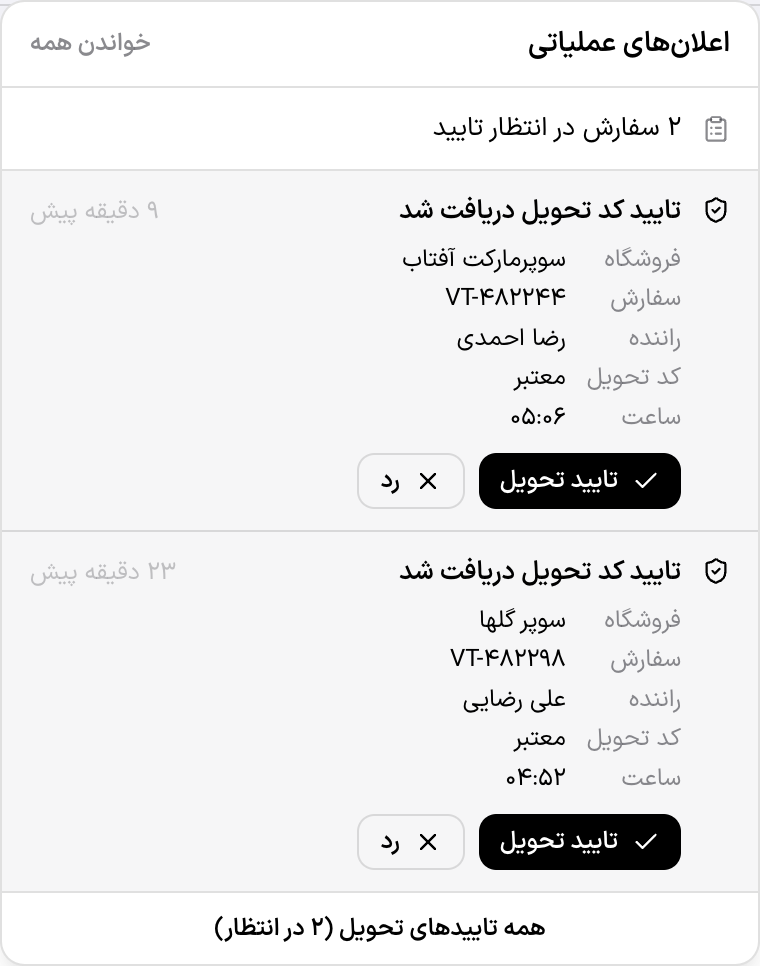 اعلان‌های عملیاتی
خواندن همه
۲ سفارش در انتظار تایید
تایید کد تحویل دریافت شد
۹ دقیقه پیش
فروشگاه سوپرمارکت آفتاب
سفارش VT-۴۸۲۲۴۴
راننده رضا احمدی
کد تحویل معتبر
ساعت ۰۵:۰۶
تایید تحویل
رد
تایید کد تحویل دریافت شد
۲۳ دقیقه پیش
فروشگاه سوپر گلها
سفارش VT-۴۸۲۲۹۸
راننده علی رضایی
کد تحویل معتبر
ساعت ۰۴:۵۲
تایید تحویل
رد
همه تاییدهای تحویل (۲ در انتظار)